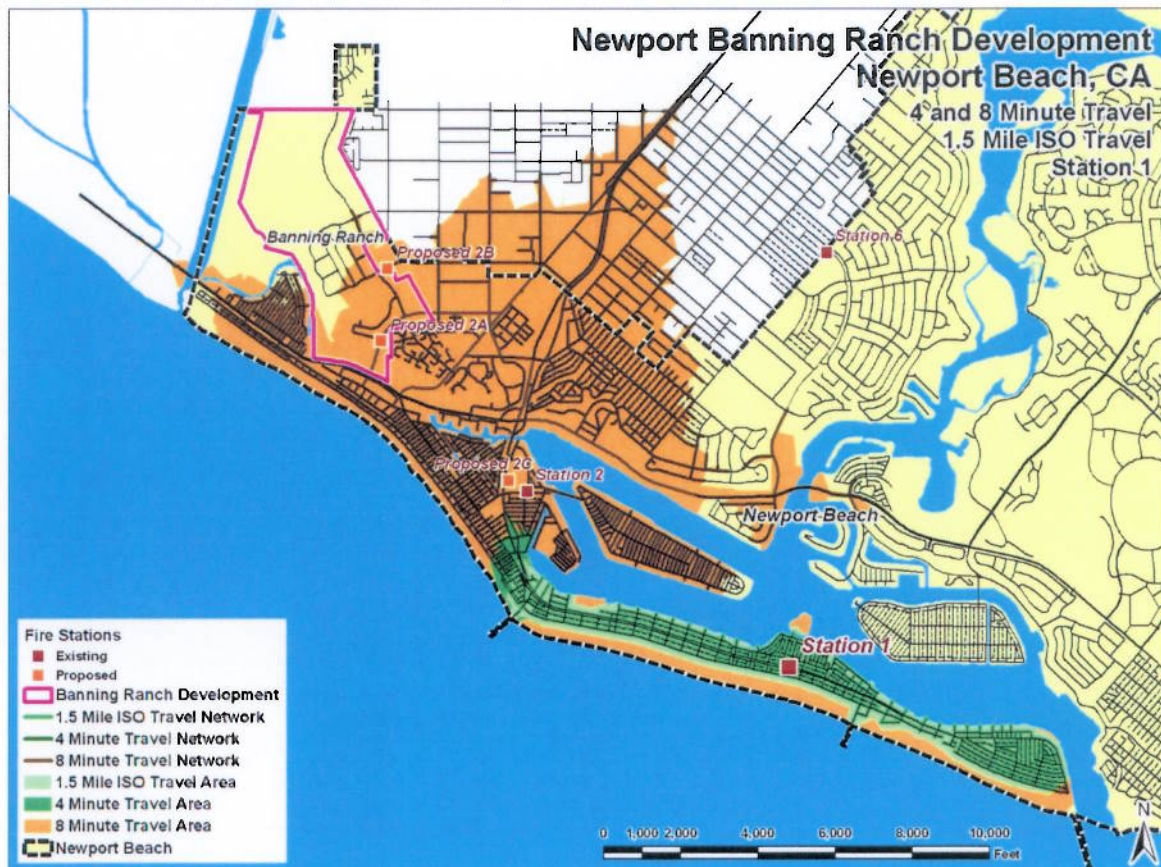 Newport Banning Ranch Development
Newport Beach, CA
4 and 8 Minute Travel
1.5 Mile ISO Travel
Station 1
Station 6
Banning Ranch
Proposed 2B
Proposed 2A
Proposed 2C
Station 2
Newport Beach
Station 1
Fire Stations
Existing
Proposed
Banning Ranch Development
1.5 Mile ISO Travel Network
4 Minute Travel Network
8 Minute Travel Network
1.5 Mile ISO Travel Area
4 Minute Travel Area
8 Minute Travel Area
Newport Beach
0 1,000 2,000 4,000 6,000 8,000 10,000
Feet
N